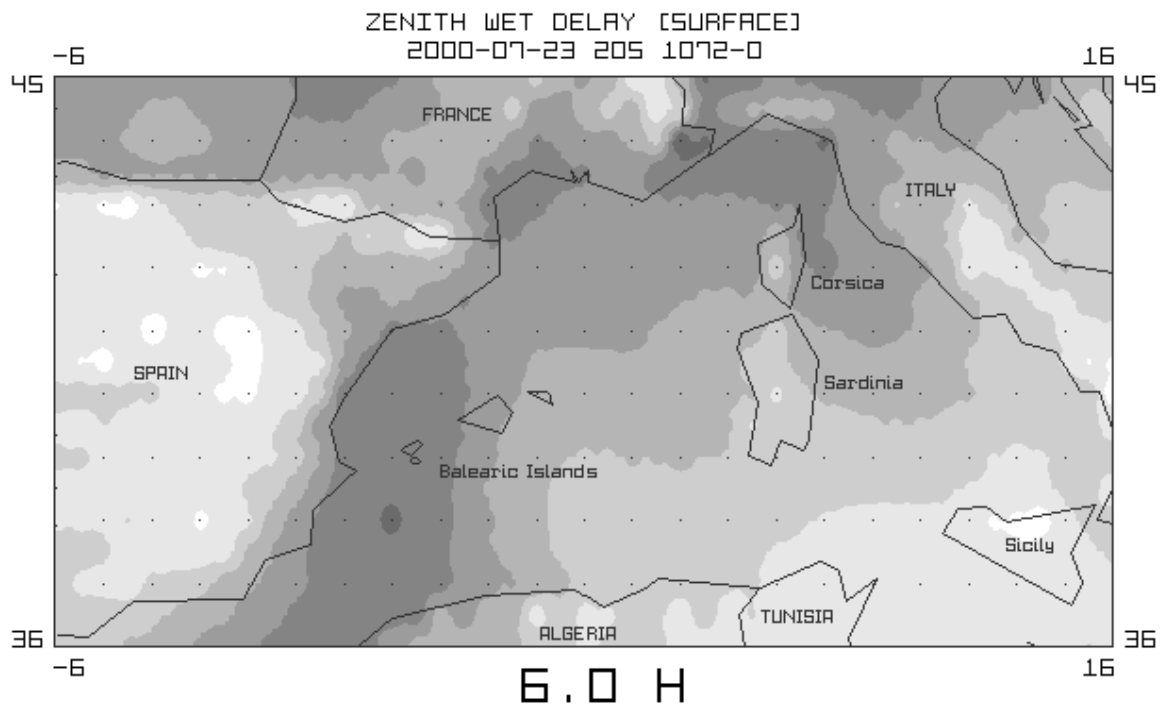 ZENITH WET DELAY [SURFACE]
2000-07-23 205 1072-0
-6 16
45 45
FRANCE
ITALY
Corsica
SPAIN
Sardinia
Balearic Islands
Sicily
TUNISIA
ALGERIA
36 36
-6 16
6.0 H